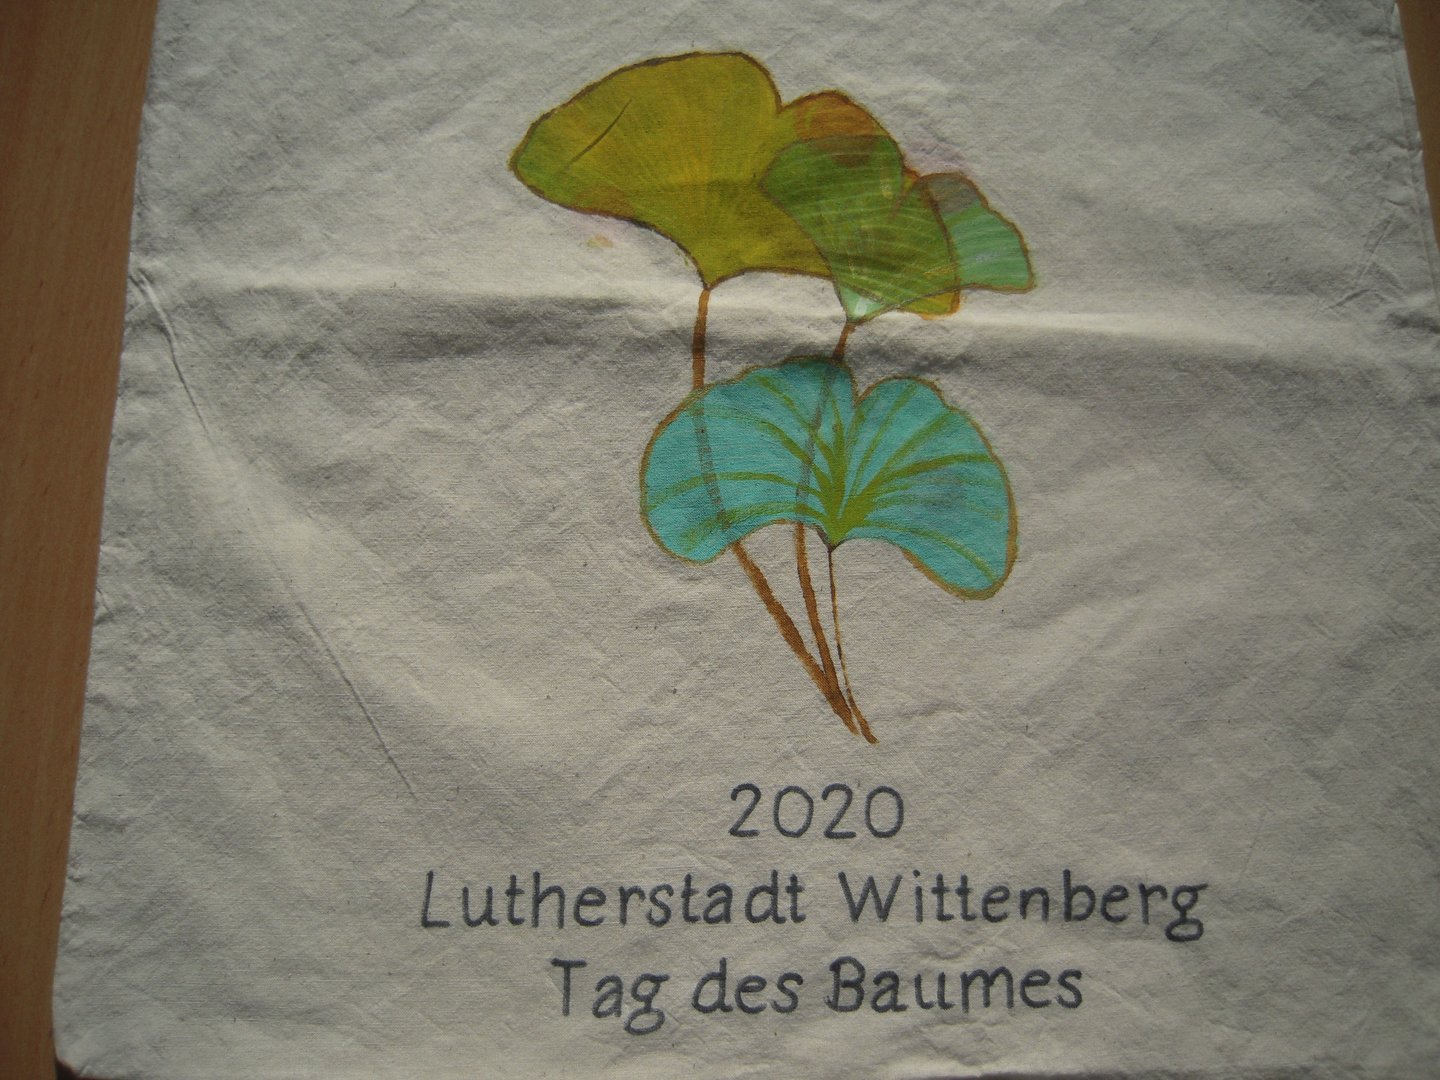 2020
Lutherstadt Wittenberg
Tag des Baumes